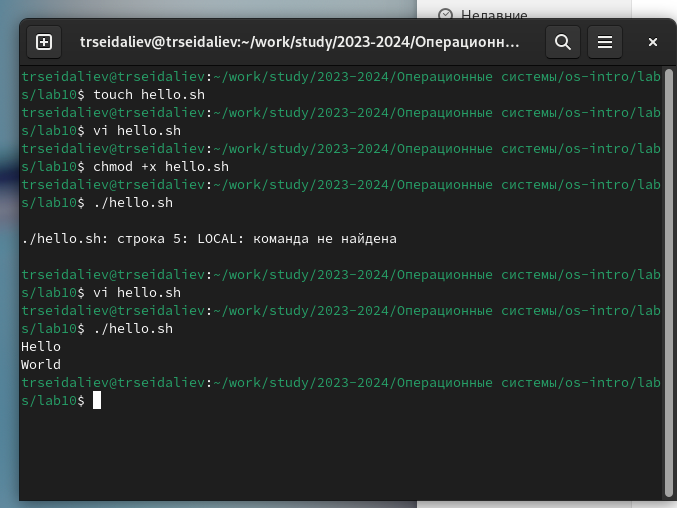 Недавние
trseidaliev@trseidaliev:~/work/study/2023-2024/Операционн...
trseidaliev@trseidaliev:~/work/study/2023-2024/Операционные системы/os-intro/lab
s/lab10$ touch hello.sh
trseidaliev@trseidaliev:~/work/study/2023-2024/Операционные системы/os-intro/lab
s/lab10$ vi hello.sh
trseidaliev@trseidaliev:~/work/study/2023-2024/Операционные системы/os-intro/lab
s/lab10$ chmod +x hello.sh
trseidaliev@trseidaliev:~/work/study/2023-2024/Операционные системы/os-intro/lab
s/lab10$ ./hello.sh
./hello.sh: строка 5: LOCAL: команда не найдена
trseidaliev@trseidaliev:~/work/study/2023-2024/Операционные системы/os-intro/lab
s/lab10$ vi hello.sh
trseidaliev@trseidaliev:~/work/study/2023-2024/Операционные системы/os-intro/lab
s/lab10$ ./hello.sh
Hello
World
trseidaliev@trseidaliev:~/work/study/2023-2024/Операционные системы/os-intro/lab
s/lab10$